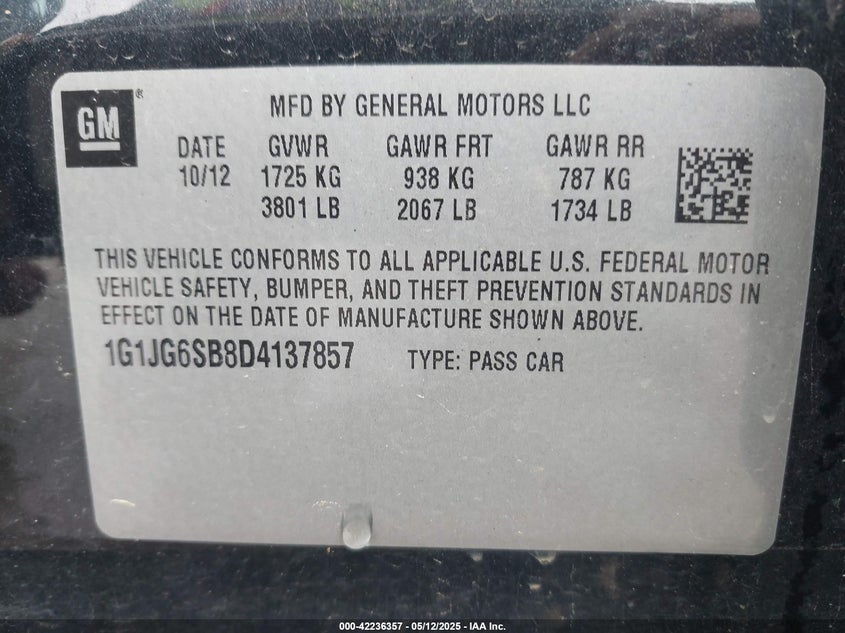 GM ®
MFD BY GENERAL MOTORS LLC
DATE GVWR GAWR FRT GAWR RR
10/12 1725 KG 938 KG 787 KG
3801 LB 2067 LB 1734 LB
THIS VEHICLE CONFORMS TO ALL APPLICABLE U.S. FEDERAL MOTOR
VEHICLE SAFETY, BUMPER, AND THEFT PREVENTION STANDARDS IN
EFFECT ON THE DATE OF MANUFACTURE SHOWN ABOVE.
1G1JG6SB8D4137857 TYPE: PASS CAR
000-42236357 - 05/12/2025 - IAA Inc.